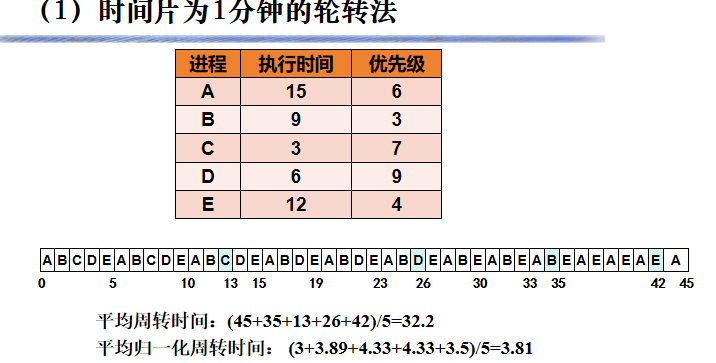 （1）时间片为1分钟的轮转法
进程 执行时间 优先级
A 15 6
B 9 3
C 3 7
D 6 9
E 12 4
A B C D E A B C D E A B C D E A B D E A B D E A B D E A B E A B E A B E A E A E A E A
0 5 10 13 15 19 23 26 30 33 35 42 45
平均周转时间：(45+35+13+26+42)/5=32.2
平均归一化周转时间： (3+3.89+4.33+4.33+3.5)/5=3.81